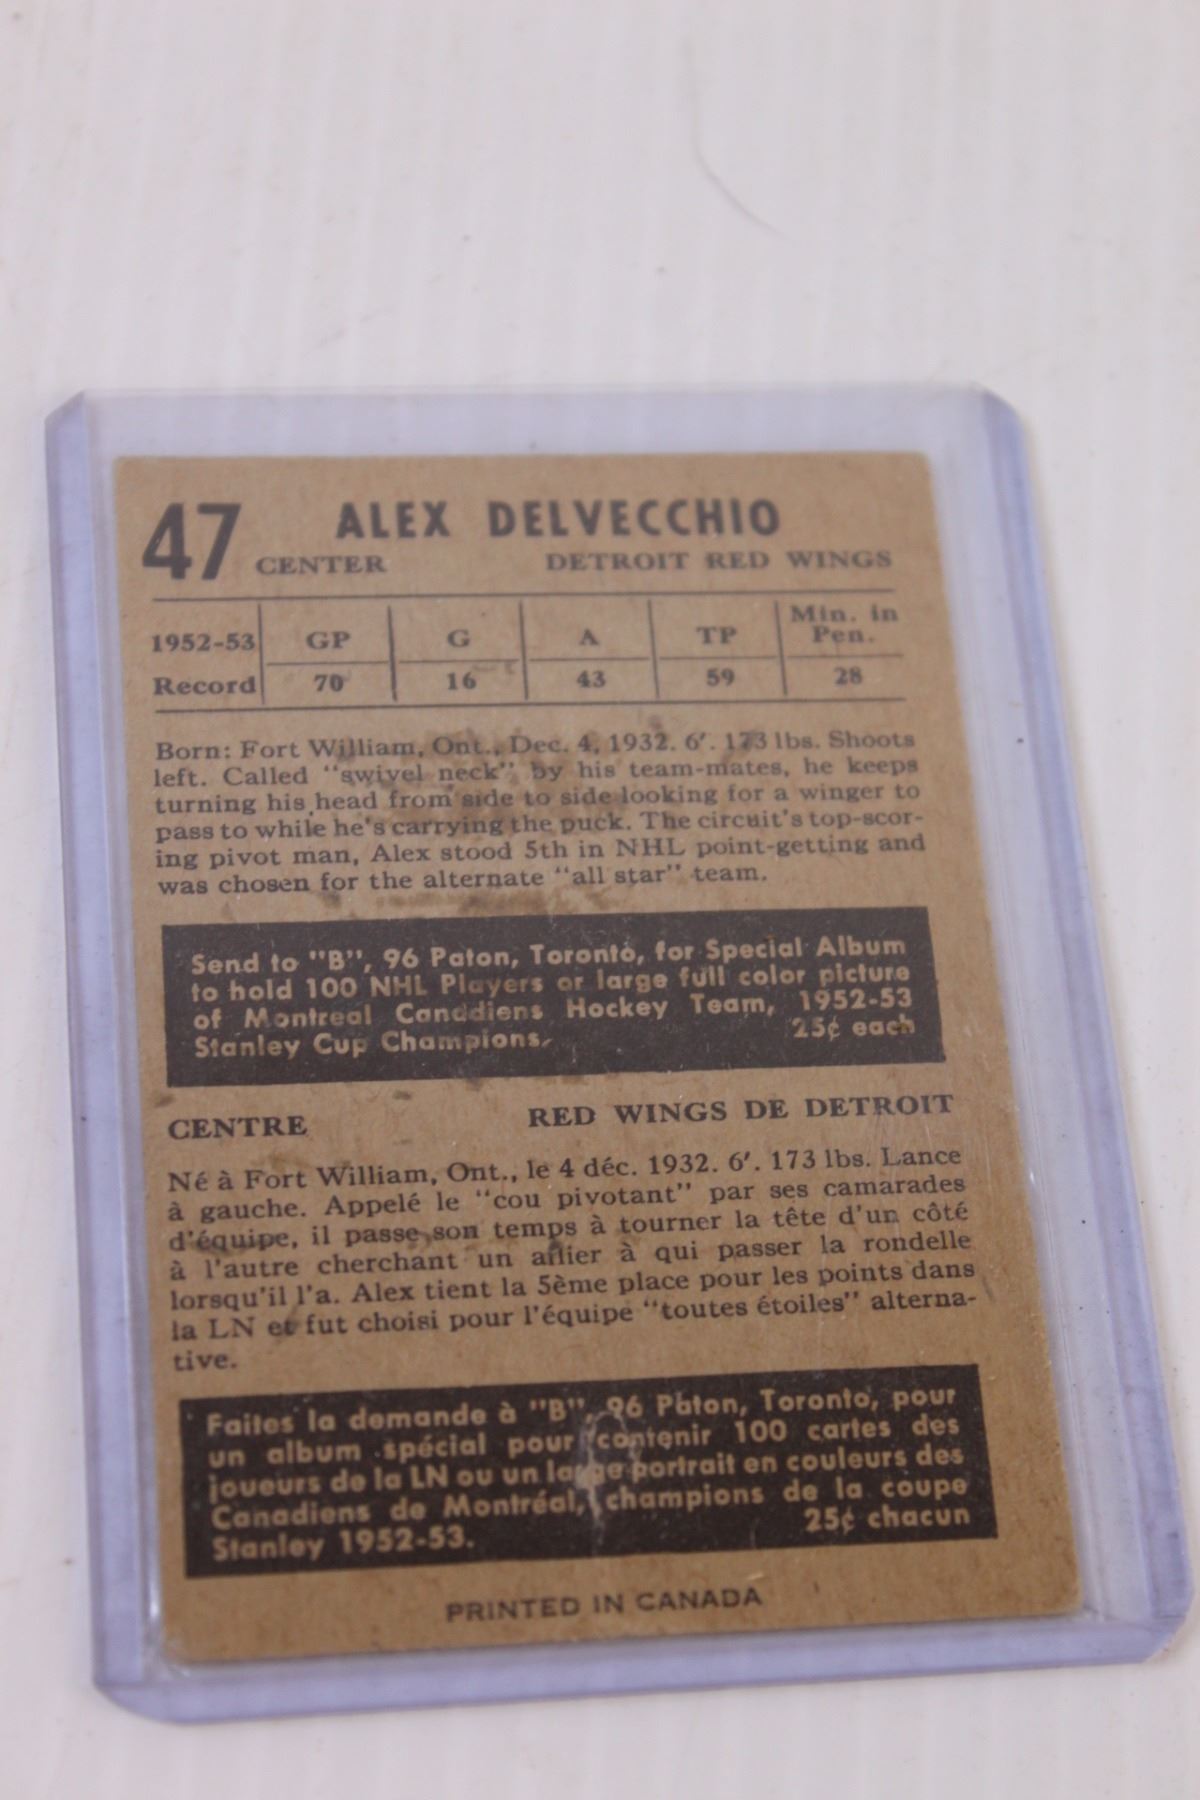 47 ALEX DELVECCHIO
CENTER DETROIT RED WINGS
1952-53 GP G A TP Min. in Pen.
Record 70 16 43 59 28
Born: Fort William, Ont., Dec. 4, 1932. 6'. 173 lbs. Shoots
left. Called "swivel neck" by his team-mates, he keeps
turning his head from side to side looking for a winger to
pass to while he's carrying the puck. The circuit's top-scor-
ing pivot man, Alex stood 5th in NHL point-getting and
was chosen for the alternate "all star" team.
Send to "B", 96 Paton, Toronto, for Special Album
to hold 100 NHL Players or large full color picture
of Montreal Canadiens Hockey Team, 1952-53
Stanley Cup Champions. 25¢ each
CENTRE RED WINGS DE DETROIT
Né à Fort William, Ont., le 4 déc. 1932. 6'. 173 lbs. Lance
à gauche. Appelé le "cou pivotant" par ses camarades
d'équipe, il passe son temps à tourner la tête d'un côté
à l'autre cherchant un ailier à qui passer la rondelle
lorsqu'il l'a. Alex tient la 5ème place pour les points dans
la LN et fut choisi pour l'équipe "toutes étoiles" alterna-
tive.
Faites la demande à "B", 96 Paton, Toronto, pour
un album spécial pour contenir 100 cartes des
joueurs de la LN ou un large portrait en couleurs des
Canadiens de Montréal, champions de la coupe
Stanley 1952-53. 25¢ chacun
PRINTED IN CANADA